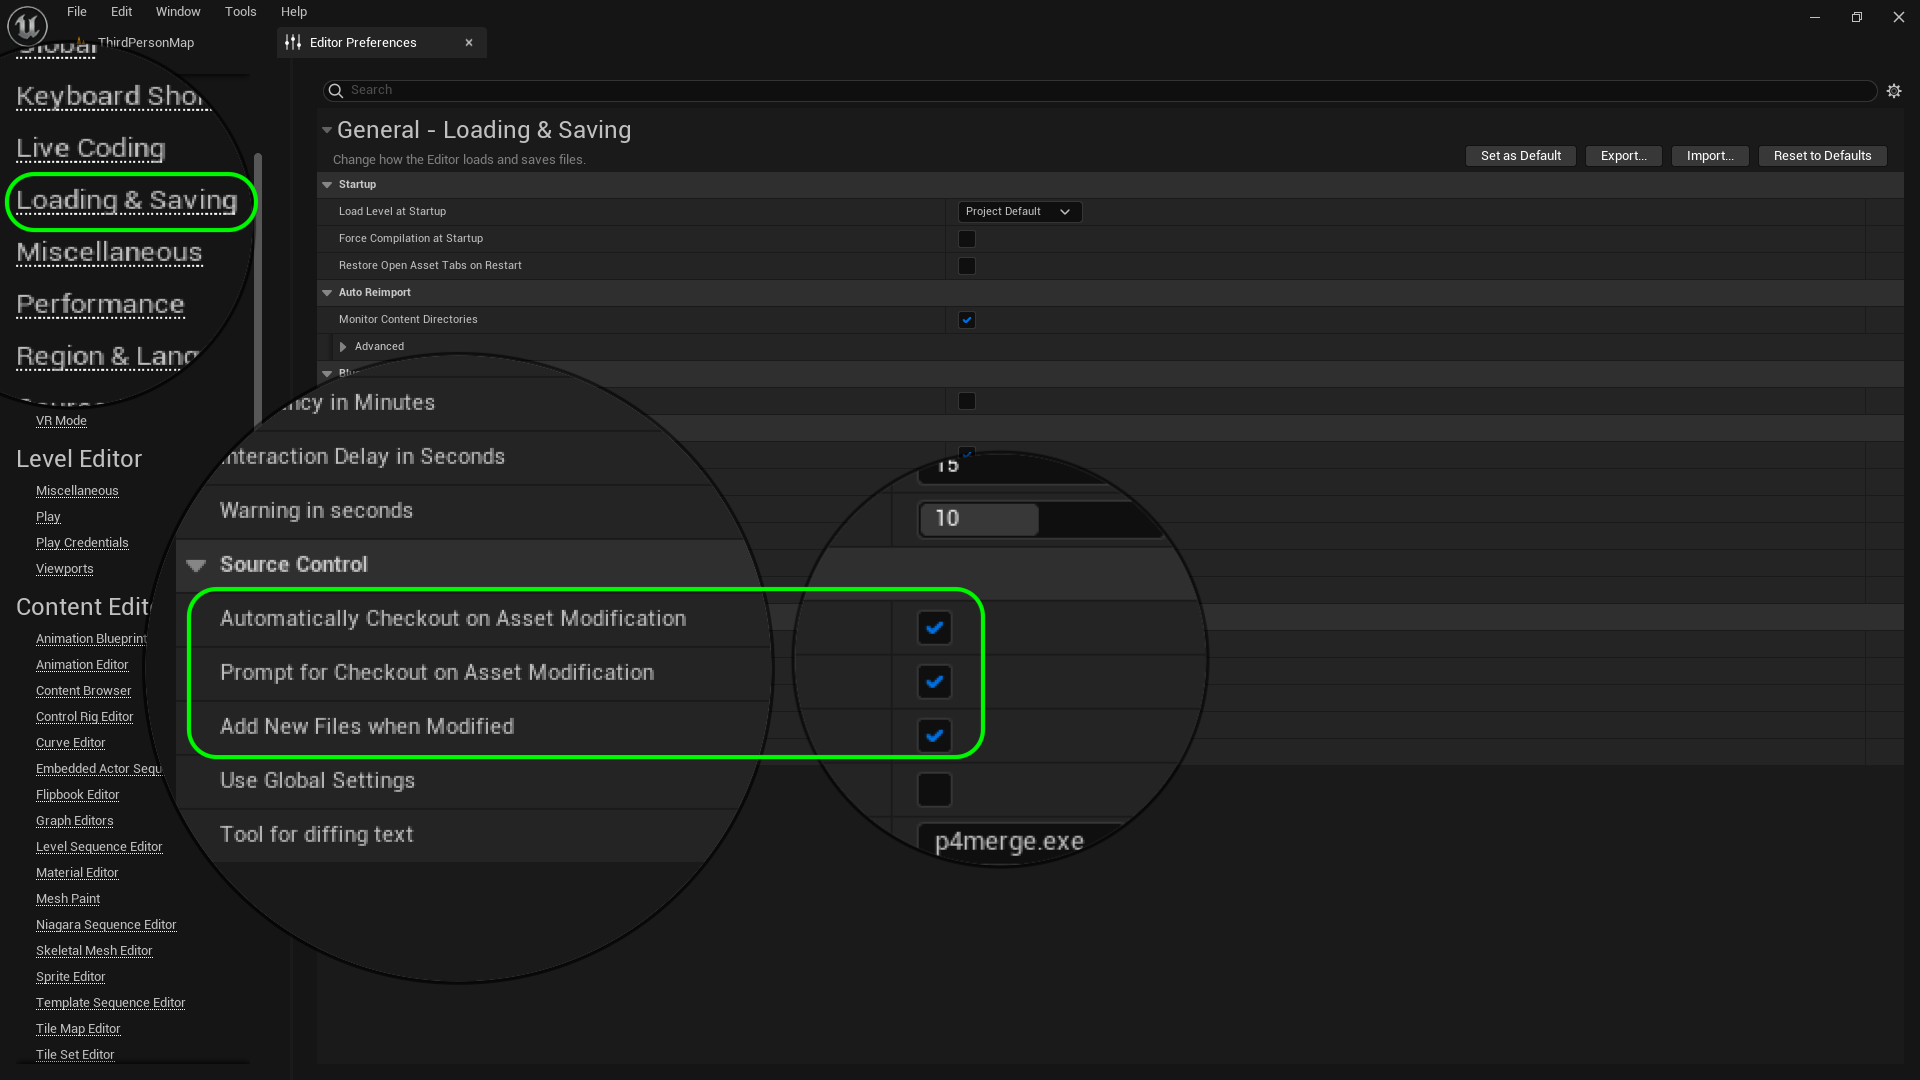 File Edit Window Tools Help
ThirdPersonMap
Editor Preferences
Global
Keyboard Shor
Live Coding
Loading & Saving
Miscellaneous
Performance
Region & Lang
VR Mode
Level Editor
Miscellaneous
Play
Play Credentials
Viewports
Content Edit
Animation Blueprint
Animation Editor
Content Browser
Control Rig Editor
Curve Editor
Embedded Actor Sequ
Flipbook Editor
Graph Editors
Level Sequence Editor
Material Editor
Mesh Paint
Niagara Sequence Editor
Skeletal Mesh Editor
Sprite Editor
Template Sequence Editor
Tile Map Editor
Tile Set Editor
Search
General - Loading & Saving
Change how the Editor loads and saves files.
Set as Default Export... Import... Reset to Defaults
Startup
Load Level at Startup Project Default
Force Compilation at Startup
Restore Open Asset Tabs on Restart
Auto Reimport
Monitor Content Directories
Advanced
ncy in Minutes
Interaction Delay in Seconds 15
Warning in seconds 10
Source Control
Automatically Checkout on Asset Modification
Prompt for Checkout on Asset Modification
Add New Files when Modified
Use Global Settings
Tool for diffing text p4merge.exe